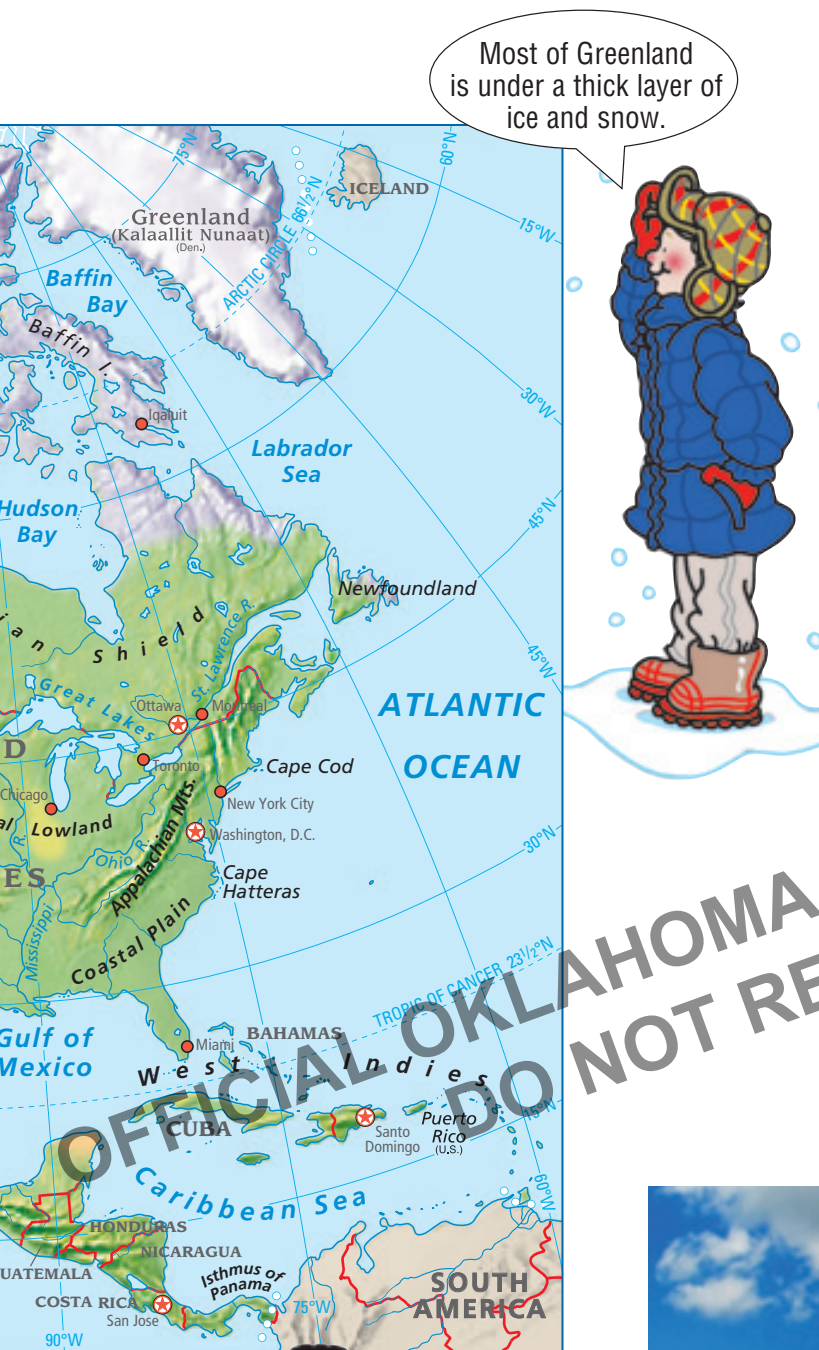 Most of Greenland
is under a thick layer of
ice and snow.
75°N
60°N
ICELAND
Greenland
(Kalaallit Nunaat)
(Den.)
ARCTIC CIRCLE 66½°N
15°W
Baffin
Bay
Baffin I.
30°W
Iqaluit
Labrador
Sea
Hudson
Bay
45°N
Newfoundland
ian Shield
St. Lawrence R.
45°W
Great Lakes
Ottawa
Montreal
ATLANTIC
OCEAN
D
Toronto
Cape Cod
Chicago
New York City
al Lowland
Appalachian Mts.
Washington, D.C.
R.
Ohio R.
30°N
ES
Cape
Hatteras
Mississippi
Coastal Plain
TROPIC OF CANCER 23½°N
Gulf of
Mexico
Miami
BAHAMAS
West Indies
OFFICIAL OKLAHOMA
DO NOT RE
CUBA
Santo
Domingo
Puerto
Rico
(U.S.)
15°N
Caribbean Sea
60°W
HONDURAS
NICARAGUA
UATEMALA
Isthmus of
Panama
SOUTH
AMERICA
COSTA RICA
San Jose
75°W
90°W